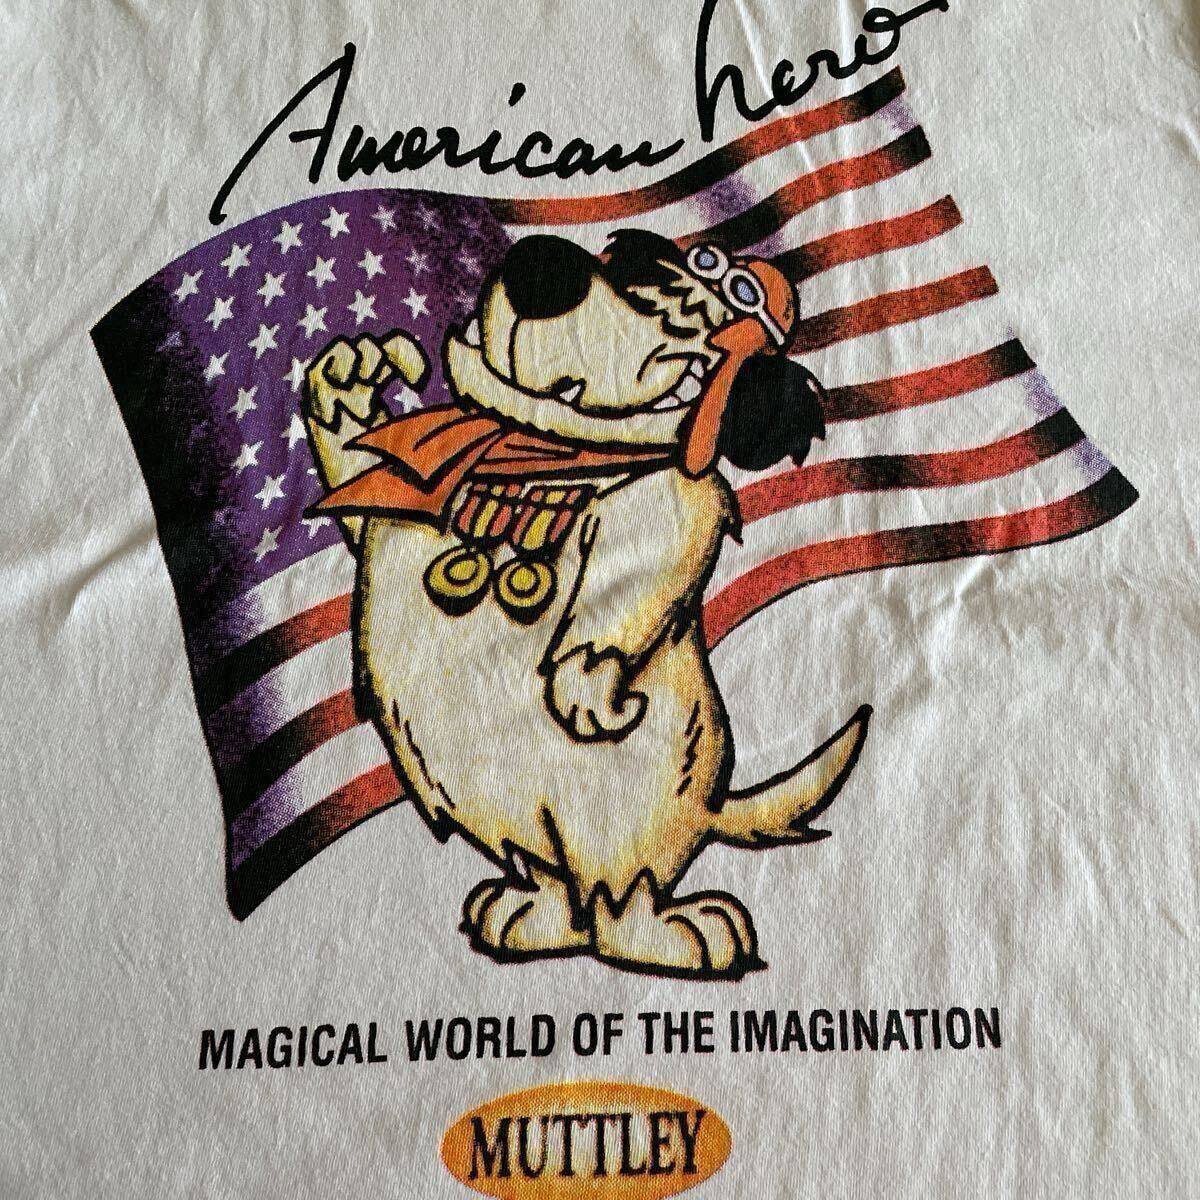 American hero
MAGICAL WORLD OF THE IMAGINATION
MUTTLEY